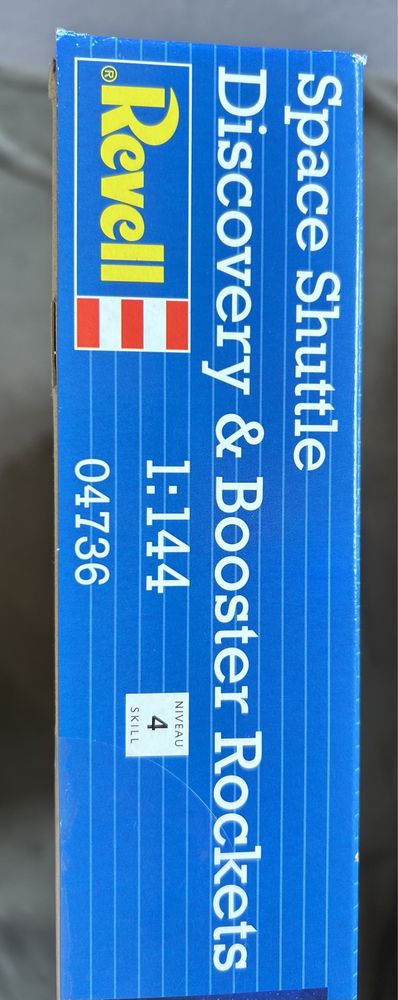 Space Shuttle
Discovery & Booster Rockets
Revell®
1:144
04736
NIVEAU
4
SKILL